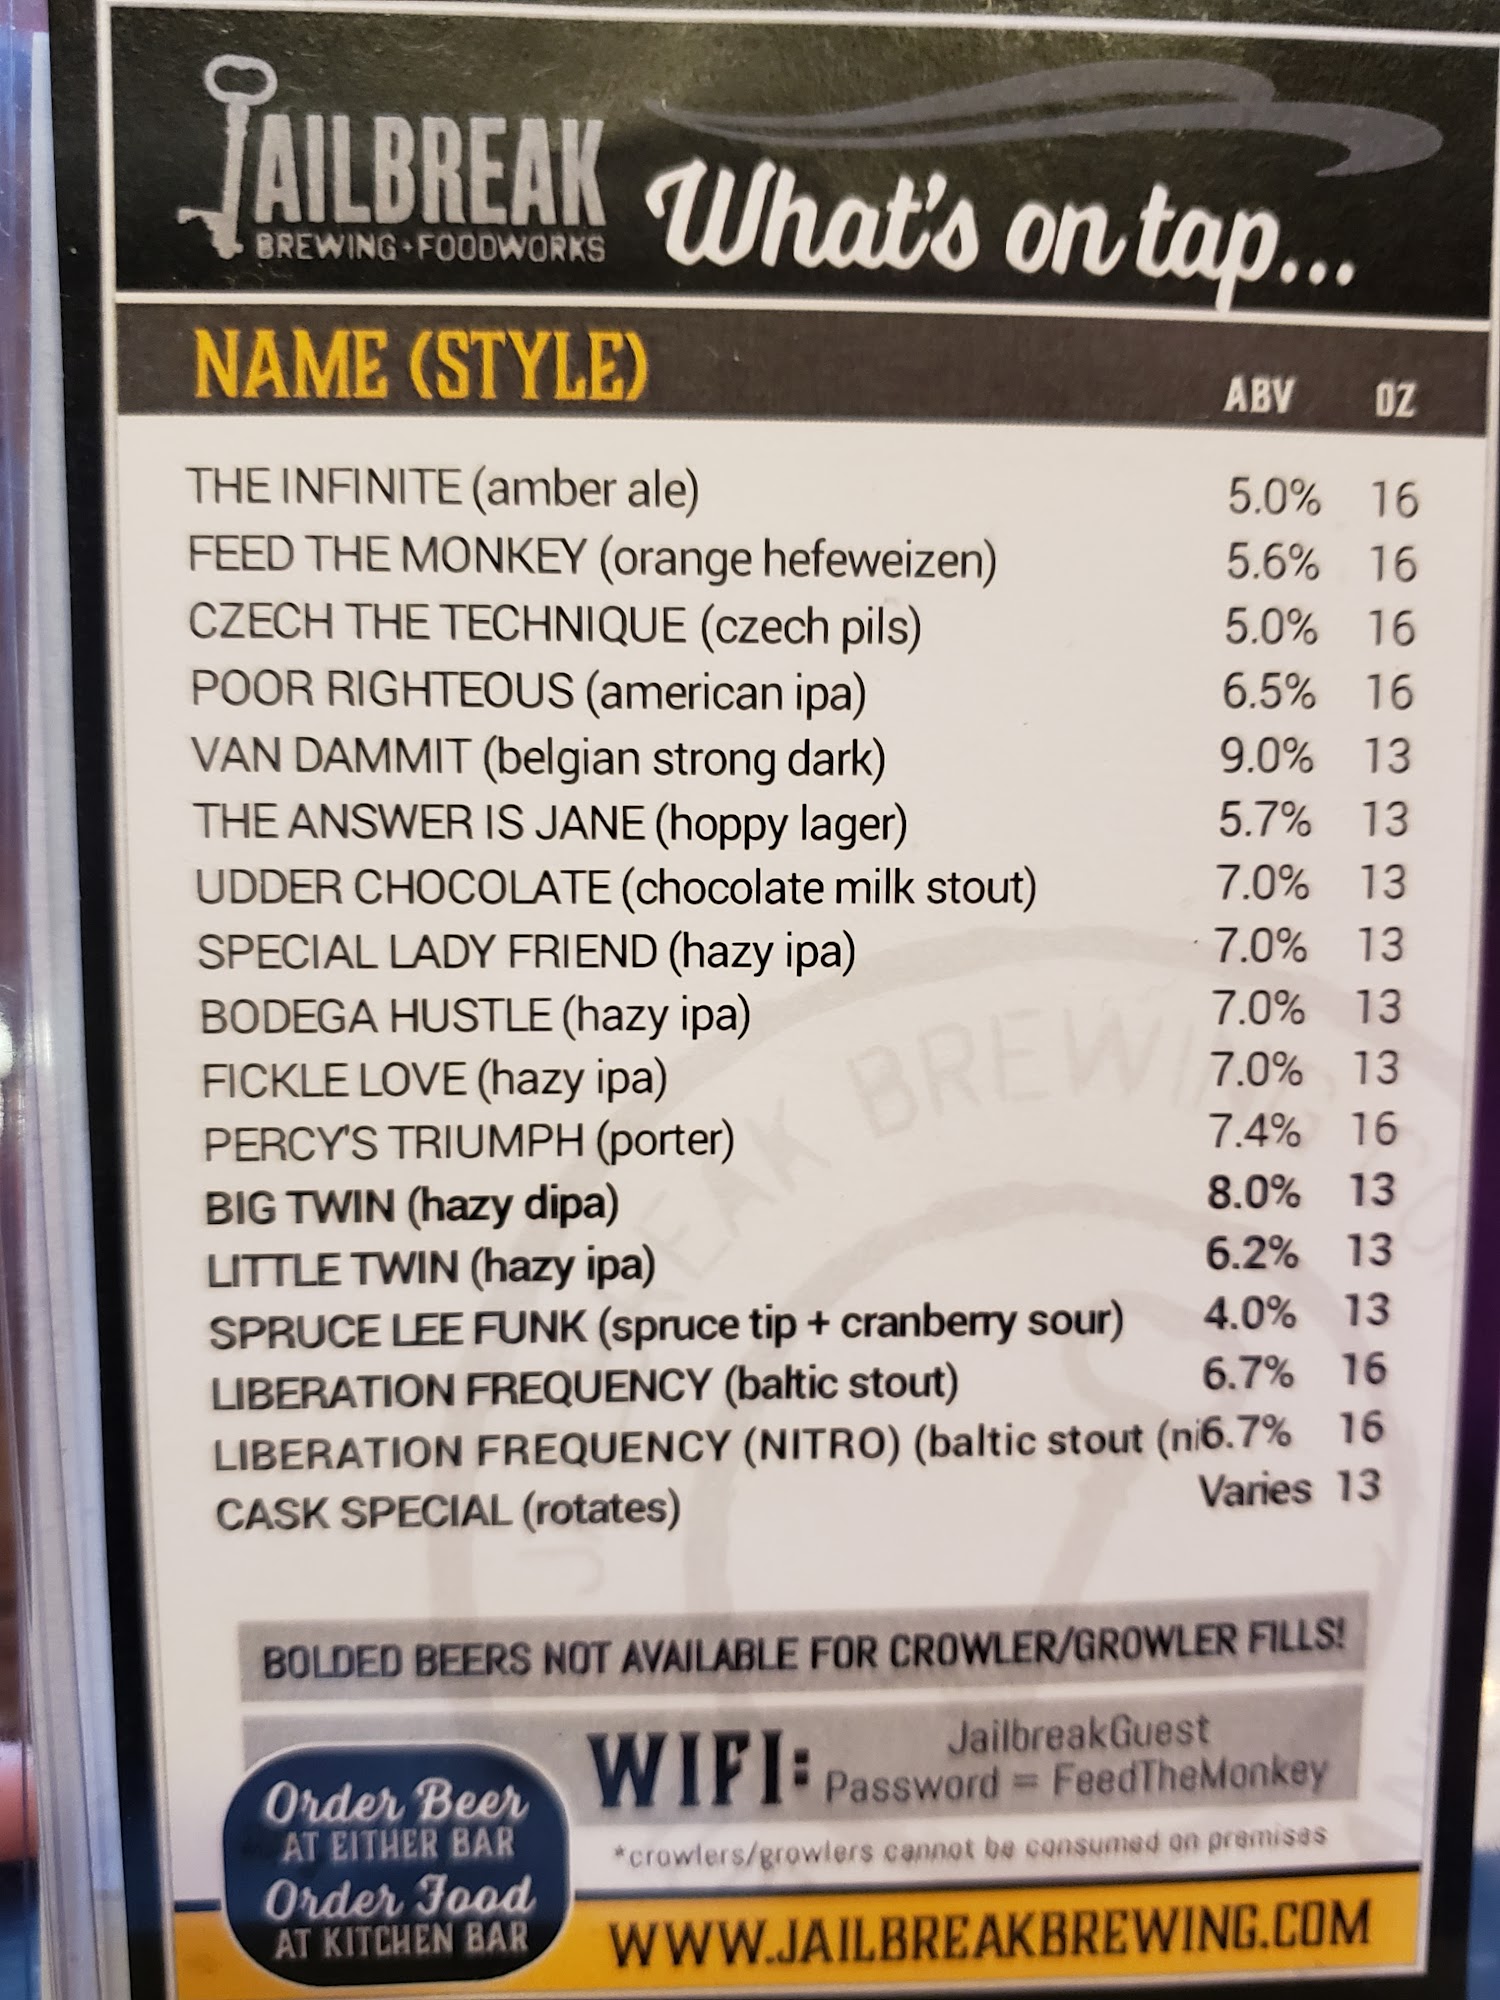 JAILBREAK
BREWING + FOODWORKS
What's on tap...
NAME (STYLE) ABV OZ
THE INFINITE (amber ale) 5.0% 16
FEED THE MONKEY (orange hefeweizen) 5.6% 16
CZECH THE TECHNIQUE (czech pils) 5.0% 16
POOR RIGHTEOUS (american ipa) 6.5% 16
VAN DAMMIT (belgian strong dark) 9.0% 13
THE ANSWER IS JANE (hoppy lager) 5.7% 13
UDDER CHOCOLATE (chocolate milk stout) 7.0% 13
SPECIAL LADY FRIEND (hazy ipa) 7.0% 13
BODEGA HUSTLE (hazy ipa) 7.0% 13
FICKLE LOVE (hazy ipa) 7.0% 13
PERCY'S TRIUMPH (porter) 7.4% 16
BIG TWIN (hazy dipa) 8.0% 13
LITTLE TWIN (hazy ipa) 6.2% 13
SPRUCE LEE FUNK (spruce tip + cranberry sour) 4.0% 13
LIBERATION FREQUENCY (baltic stout) 6.7% 16
LIBERATION FREQUENCY (NITRO) (baltic stout (ni6.7% 16
CASK SPECIAL (rotates) Varies 13
BOLDED BEERS NOT AVAILABLE FOR CROWLER/GROWLER FILLS!
WIFI: JailbreakGuest
Password = FeedTheMonkey
*crowlers/growlers cannot be consumed on premises
Order Beer
AT EITHER BAR
Order Food
AT KITCHEN BAR
WWW.JAILBREAKBREWING.COM